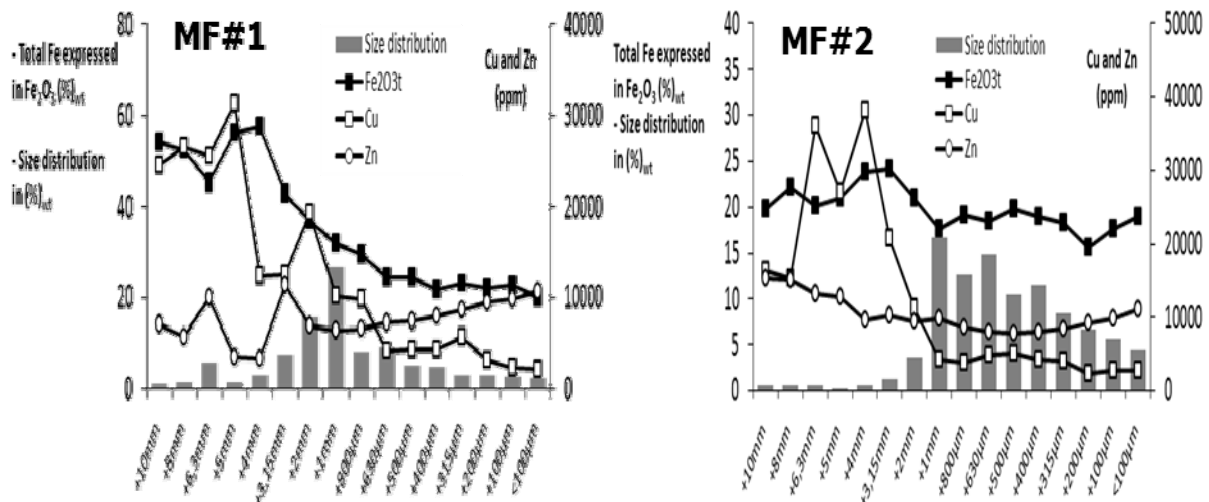 MF#1
- Total Fe expressed
in Fe2O3 (%)wt
- Size distribution
in (%)wt
80
60
40
20
0
Size distribution
Fe2O3t
Cu
Zn
Cu and Zn
(ppm)
40000
30000
20000
10000
0
+10mm
+8mm
+6,3mm
+5mm
+4mm
+3,15mm
+2mm
+1mm
+800µm
+630µm
+500µm
+400µm
+315µm
+200µm
+100µm
<100µm
MF#2
Total Fe expressed
in Fe2O3 (%)wt
- Size distribution
in (%)wt
40
35
30
25
20
15
10
5
0
Size distribution
Fe2O3t
Cu
Zn
Cu and Zn
(ppm)
50000
40000
30000
20000
10000
0
+10mm
+8mm
+6,3mm
+5mm
+4mm
+3,15mm
+2mm
+1mm
+800µm
+630µm
+500µm
+400µm
+315µm
+200µm
+100µm
<100µm